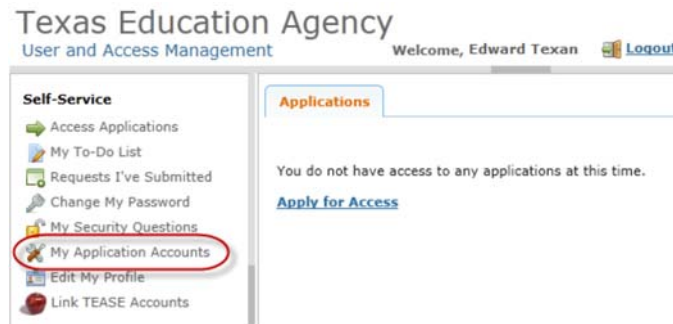 Texas Education Agency
User and Access Management
Welcome, Edward Texan
Logout
Self-Service
Access Applications
My To-Do List
Requests I've Submitted
Change My Password
My Security Questions
My Application Accounts
Edit My Profile
Link TEASE Accounts
Applications
You do not have access to any applications at this time.
Apply for Access